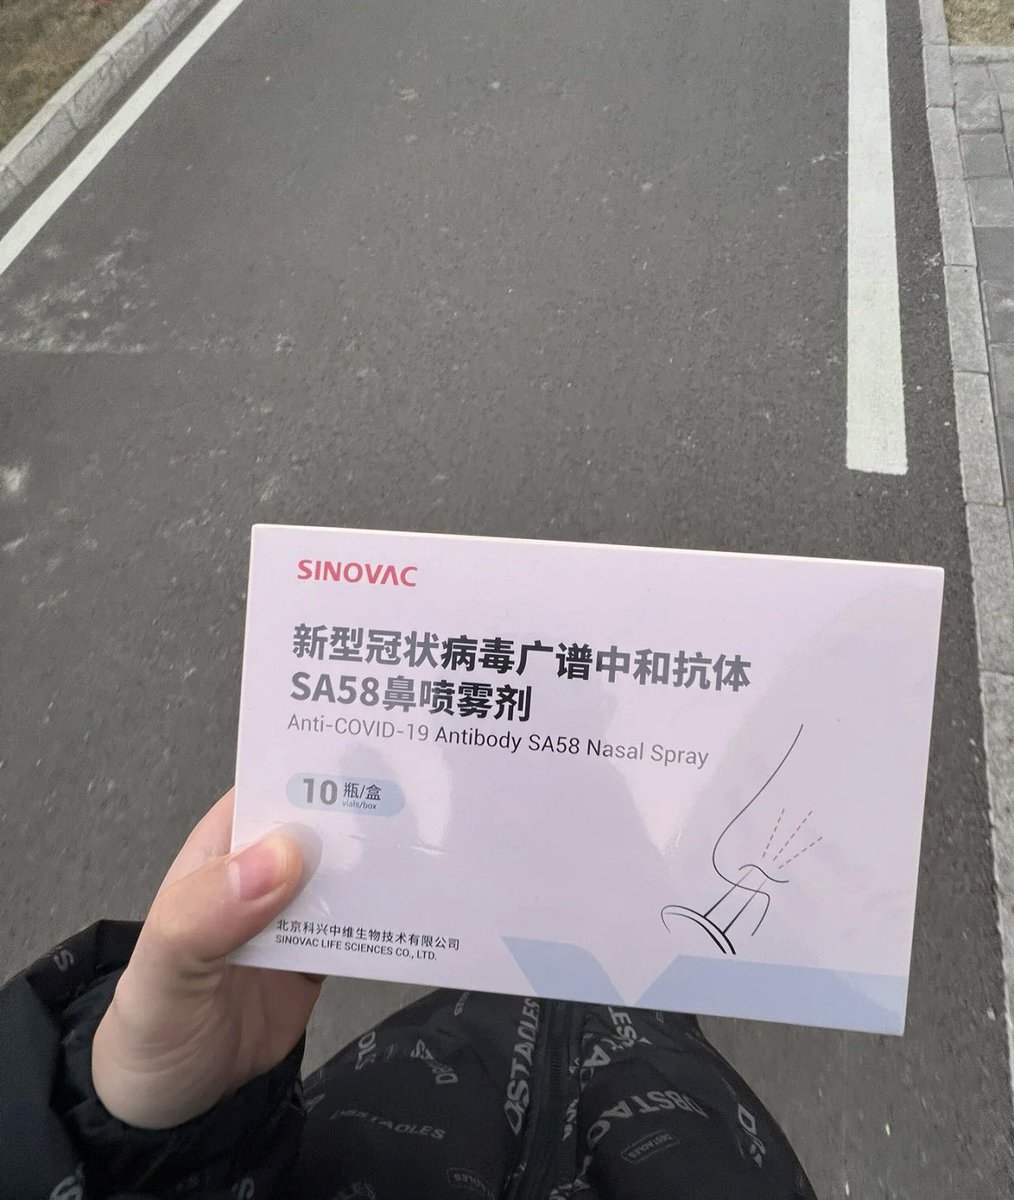 SINOVAC
新型冠状病毒广谱中和抗体
SA58鼻喷雾剂
Anti-COVID-19 Antibody SA58 Nasal Spray
10 瓶/盒
vials/box
北京科兴中维生物技术有限公司
SINOVAC LIFE SCIENCES CO., LTD.
DBSTAOLES
DBSTAOLES